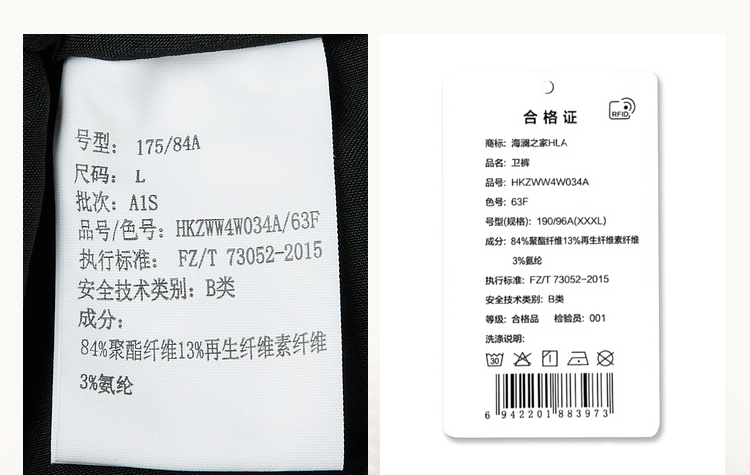 号型: 175/84A
尺码: L
批次: A1S
品号/色号: HKZWW4W034A/63F
执行标准: FZ/T 73052-2015
安全技术类别: B类
成分:
84%聚酯纤维13%再生纤维素纤维
3%氨纶
合格证
RFID
商标: 海澜之家HLA
品名: 卫裤
品号: HKZWW4W034A
色号: 63F
号型(规格): 190/96A(XXXL)
成分: 84%聚酯纤维13%再生纤维素纤维
3%氨纶
执行标准: FZ/T 73052-2015
安全技术类别: B类
等级: 合格品 检验员: 001
洗涤说明:
30
6 942201 883973